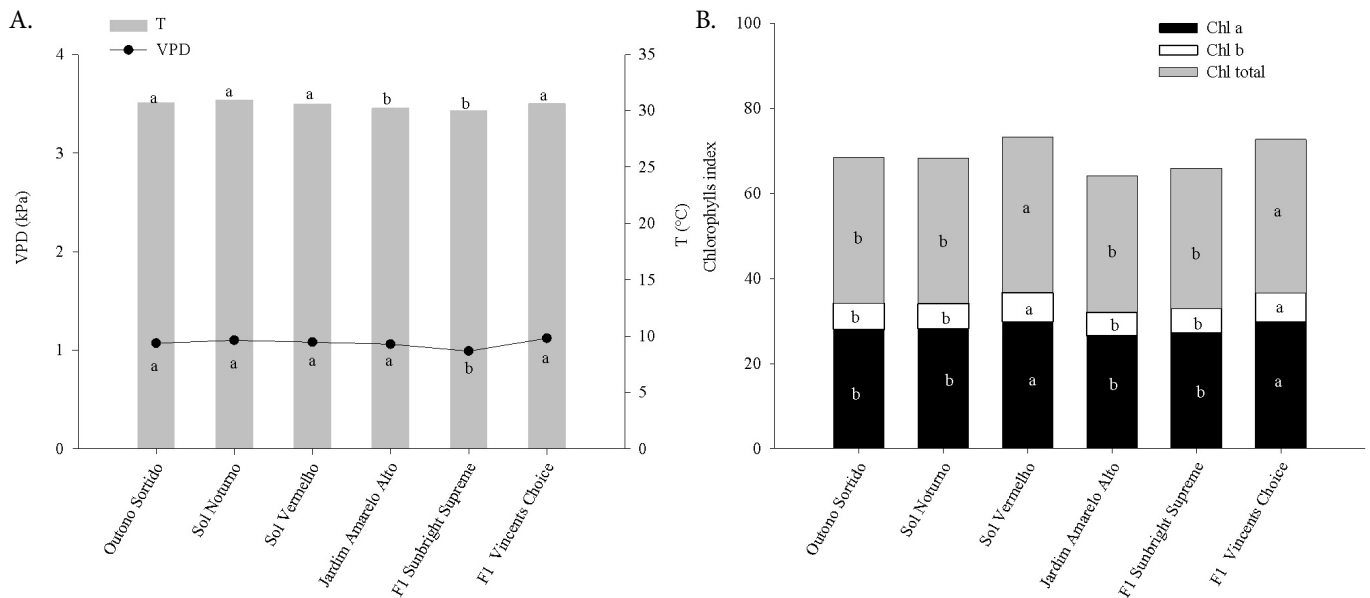 A.
T
VPD
4
3
2
1
0
VPD (kPa)
35
30
25
20
15
10
5
0
T (°C)
a
a
a
b
b
a
a
a
a
a
b
a
Outono Sortido
Sol Noturno
Sol Vermelho
Jardim Amarelo Alto
F1 Sunbright Supreme
F1 Vincents Choice
B.
Chl a
Chl b
Chl total
100
80
60
40
20
0
Chlorophylls index
b
b
a
b
b
a
b
b
a
b
b
a
b
b
a
b
b
a
Outono Sortido
Sol Noturno
Sol Vermelho
Jardim Amarelo Alto
F1 Sunbright Supreme
F1 Vincents Choice